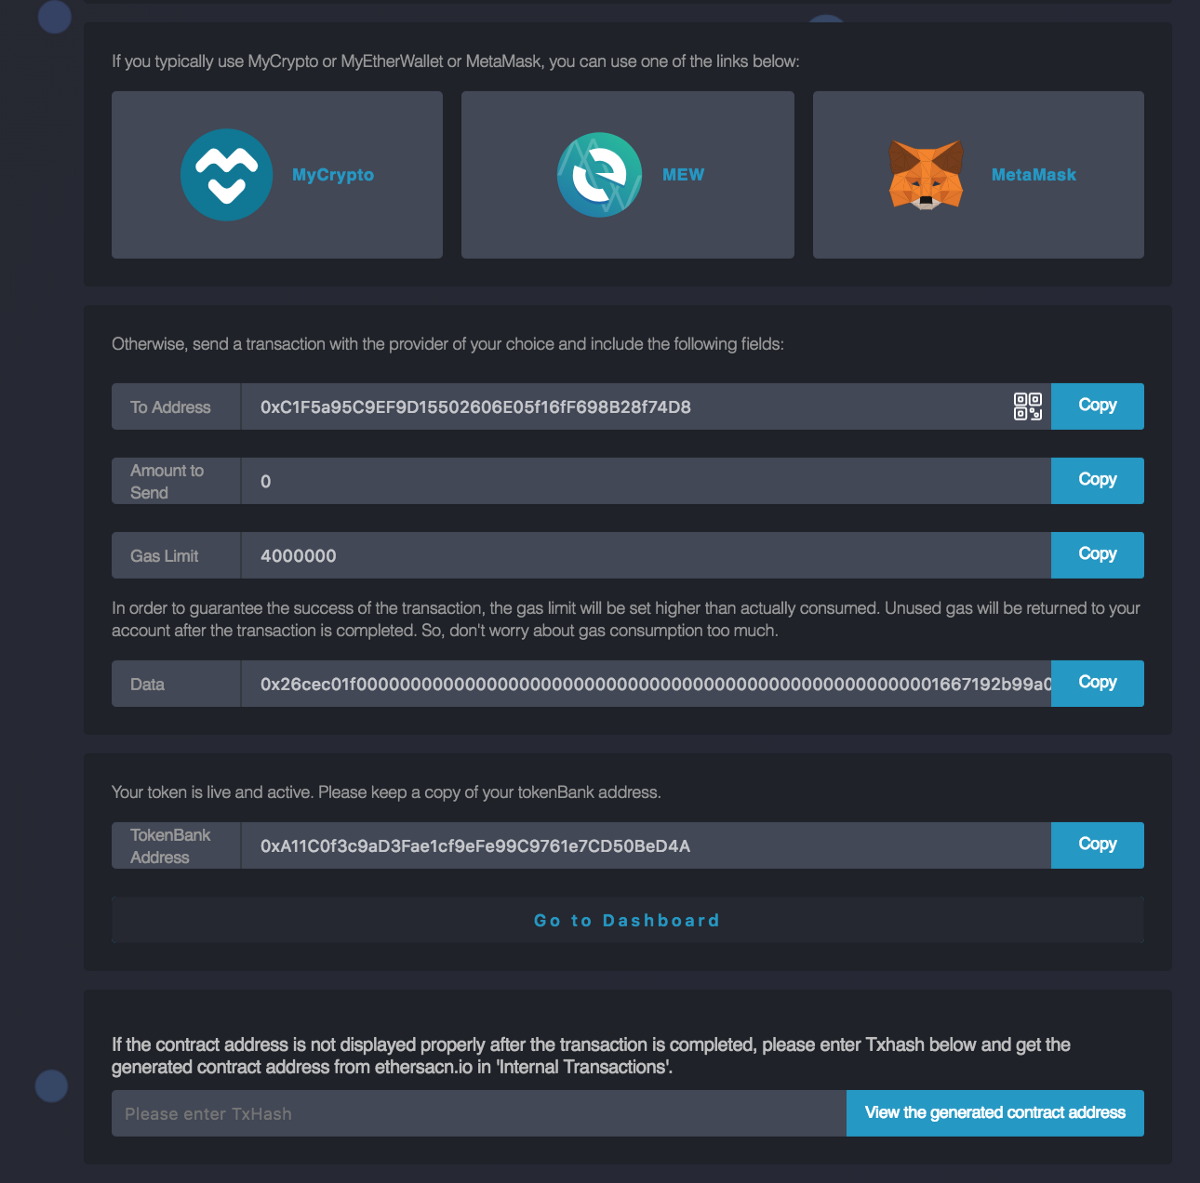 If you typically use MyCrypto or MyEtherWallet or MetaMask, you can use one of the links below:
MyCrypto
MEW
MetaMask
Otherwise, send a transaction with the provider of your choice and include the following fields:
To Address
0xC1F5a95C9EF9D15502606E05f16fF698B28f74D8
Copy
Amount to
Send
0
Copy
Gas Limit
4000000
Copy
In order to guarantee the success of the transaction, the gas limit will be set higher than actually consumed. Unused gas will be returned to your
account after the transaction is completed. So, don't worry about gas consumption too much.
Data
Copy
Your token is live and active. Please keep a copy of your tokenBank address.
TokenBank
Address
0xA11C0f3c9aD3Fae1cf9eFe99C9761e7CD50BeD4A
Copy
Go to Dashboard
If the contract address is not displayed properly after the transaction is completed, please enter Txhash below and get the
generated contract address from ethersacn.io in 'Internal Transactions'.
Please enter TxHash
View the generated contract address